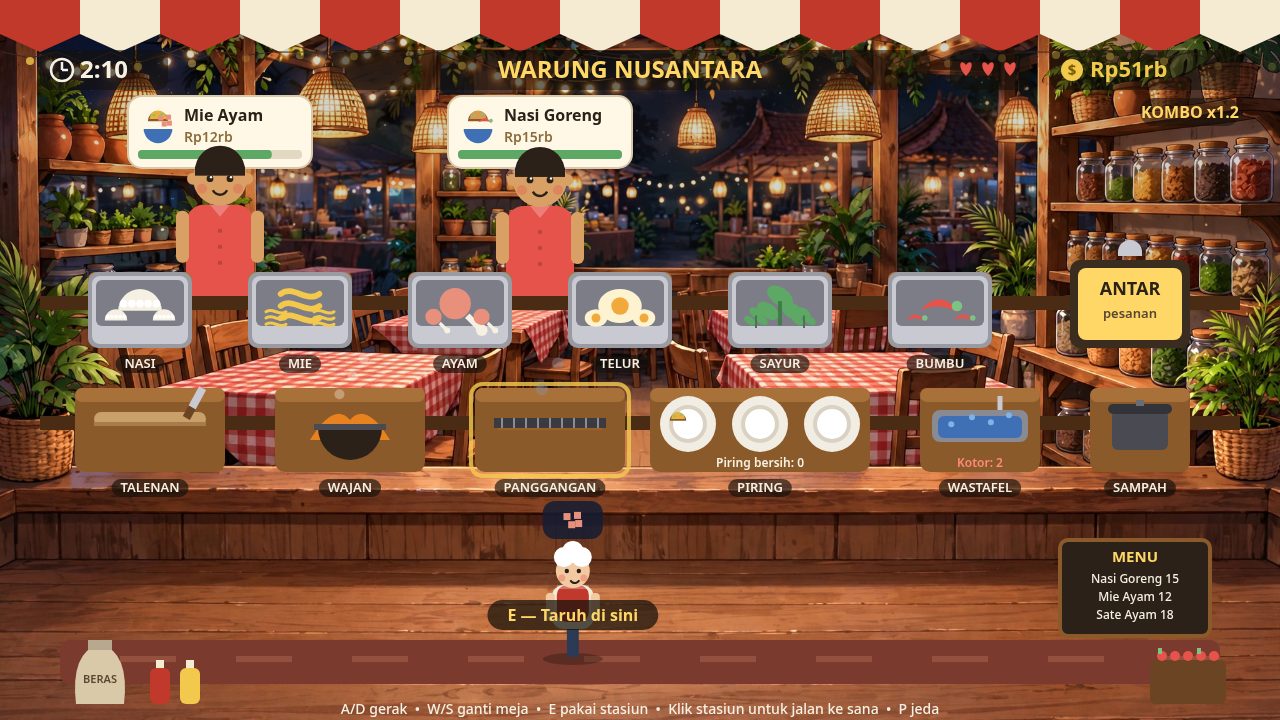 2:10
WARUNG NUSANTARA
$ Rp51rb
KOMBO x1.2
Mie Ayam
Rp12rb
Nasi Goreng
Rp15rb
ANTAR
pesanan
NASI
MIE
AYAM
TELUR
SAYUR
BUMBU
Piring bersih: 0
Kotor: 2
TALENAN
WAJAN
PANGGANGAN
PIRING
WASTAFEL
SAMPAH
E — Taruh di sini
MENU
Nasi Goreng 15
Mie Ayam 12
Sate Ayam 18
BERAS
A/D gerak • W/S ganti meja • E pakai stasiun • Klik stasiun untuk jalan ke sana • P jeda